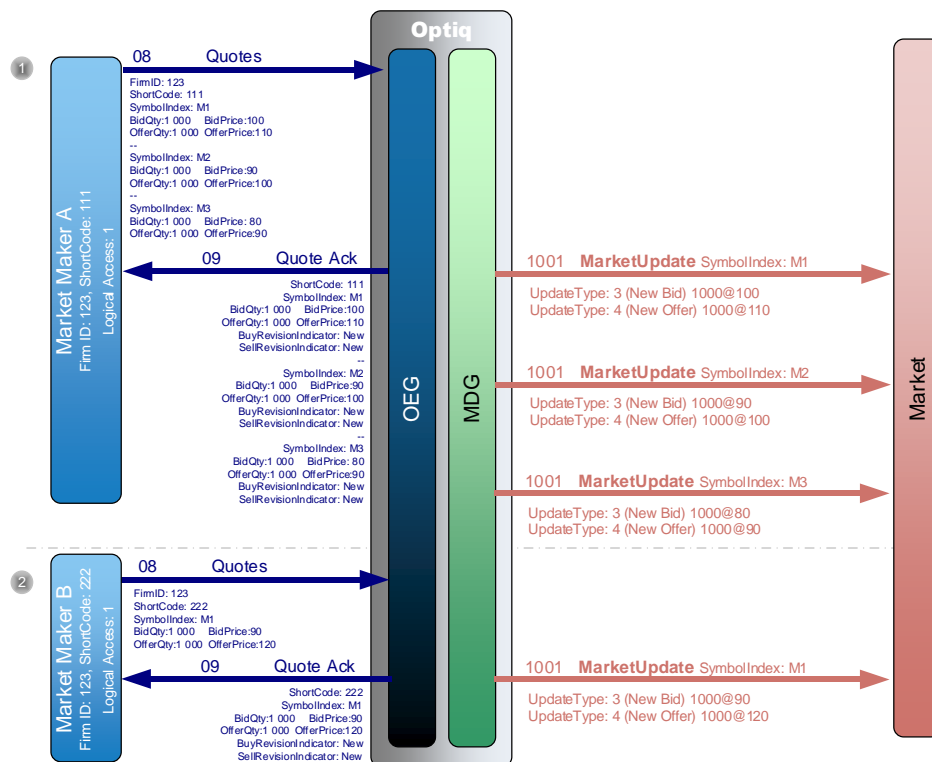 Optiq
1
08 Quotes
FirmID: 123
ShortCode: 111
SymbolIndex: M1
BidQty:1 000 BidPrice:100
OfferQty:1 000 OfferPrice:110
--
SymbolIndex: M2
BidQty:1 000 BidPrice:90
OfferQty:1 000 OfferPrice:100
--
SymbolIndex: M3
BidQty:1 000 BidPrice: 80
OfferQty:1 000 OfferPrice:90
Market Maker A
Firm ID: 123, ShortCode: 111
Logical Access: 1
09 Quote Ack
ShortCode: 111
SymbolIndex: M1
BidQty:1 000 BidPrice:100
OfferQty:1 000 OfferPrice:110
BuyRevisionIndicator: New
SellRevisionIndicator: New
--
SymbolIndex: M2
BidQty:1 000 BidPrice:90
OfferQty:1 000 OfferPrice:100
BuyRevisionIndicator: New
SellRevisionIndicator: New
--
SymbolIndex: M3
BidQty:1 000 BidPrice: 80
OfferQty:1 000 OfferPrice:90
BuyRevisionIndicator: New
SellRevisionIndicator: New
OEG
MDG
1001 MarketUpdate SymbolIndex: M1
UpdateType: 3 (New Bid) 1000@100
UpdateType: 4 (New Offer) 1000@110
1001 MarketUpdate SymbolIndex: M2
UpdateType: 3 (New Bid) 1000@90
UpdateType: 4 (New Offer) 1000@100
1001 MarketUpdate SymbolIndex: M3
UpdateType: 3 (New Bid) 1000@80
UpdateType: 4 (New Offer) 1000@90
Market
2
08 Quotes
FirmID: 123
ShortCode: 222
SymbolIndex: M1
BidQty:1 000 BidPrice:90
OfferQty:1 000 OfferPrice:120
Market Maker B
Firm ID: 123, ShortCode: 222
Logical Access: 1
09 Quote Ack
ShortCode: 222
SymbolIndex: M1
BidQty:1 000 BidPrice:90
OfferQty:1 000 OfferPrice:120
BuyRevisionIndicator: New
SellRevisionIndicator: New
1001 MarketUpdate SymbolIndex: M1
UpdateType: 3 (New Bid) 1000@90
UpdateType: 4 (New Offer) 1000@120